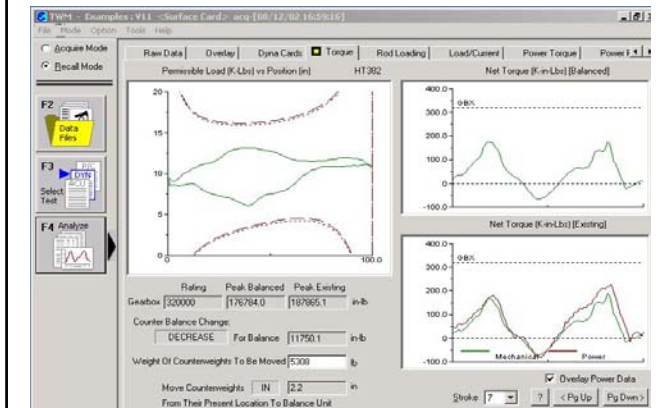 TWM - Examples: V11 <Surface Card> acq-[08/12/02 16:59:16]
File Mode Option Tools Help
Acquire Mode
Recall Mode
Raw Data Overlay Dyna Cards Torque Rod Loading Load/Current Power Torque
Permissible Load (K-Lbs) vs Position (in) HT382
Net Torque (K-in-Lbs) [Balanced]
F2
Data
Files
F3
DYN
Select
Test
F4 Analyze
20
15
10
5
0
0 100.0
400.0
300.0
200.0
100.0
0
-100.0
Net Torque (K-in-Lbs) [Existing]
400.0
300.0
200.0
100.0
0
-100.0
Mechanical Power
Rating Peak Balanced Peak Existing
Gearbox 320000 176784.0 187865.1 in-lb
Counter Balance Change:
DECREASE For Balance 11750.1 in-lb
Weight Of Counterweights To Be Moved 5308 lb
Move Counterweights IN 2.2 in
From Their Present Location To Balance Unit
Overlay Power Data
Stroke 7 ? < Pg Up Pg Dwn >